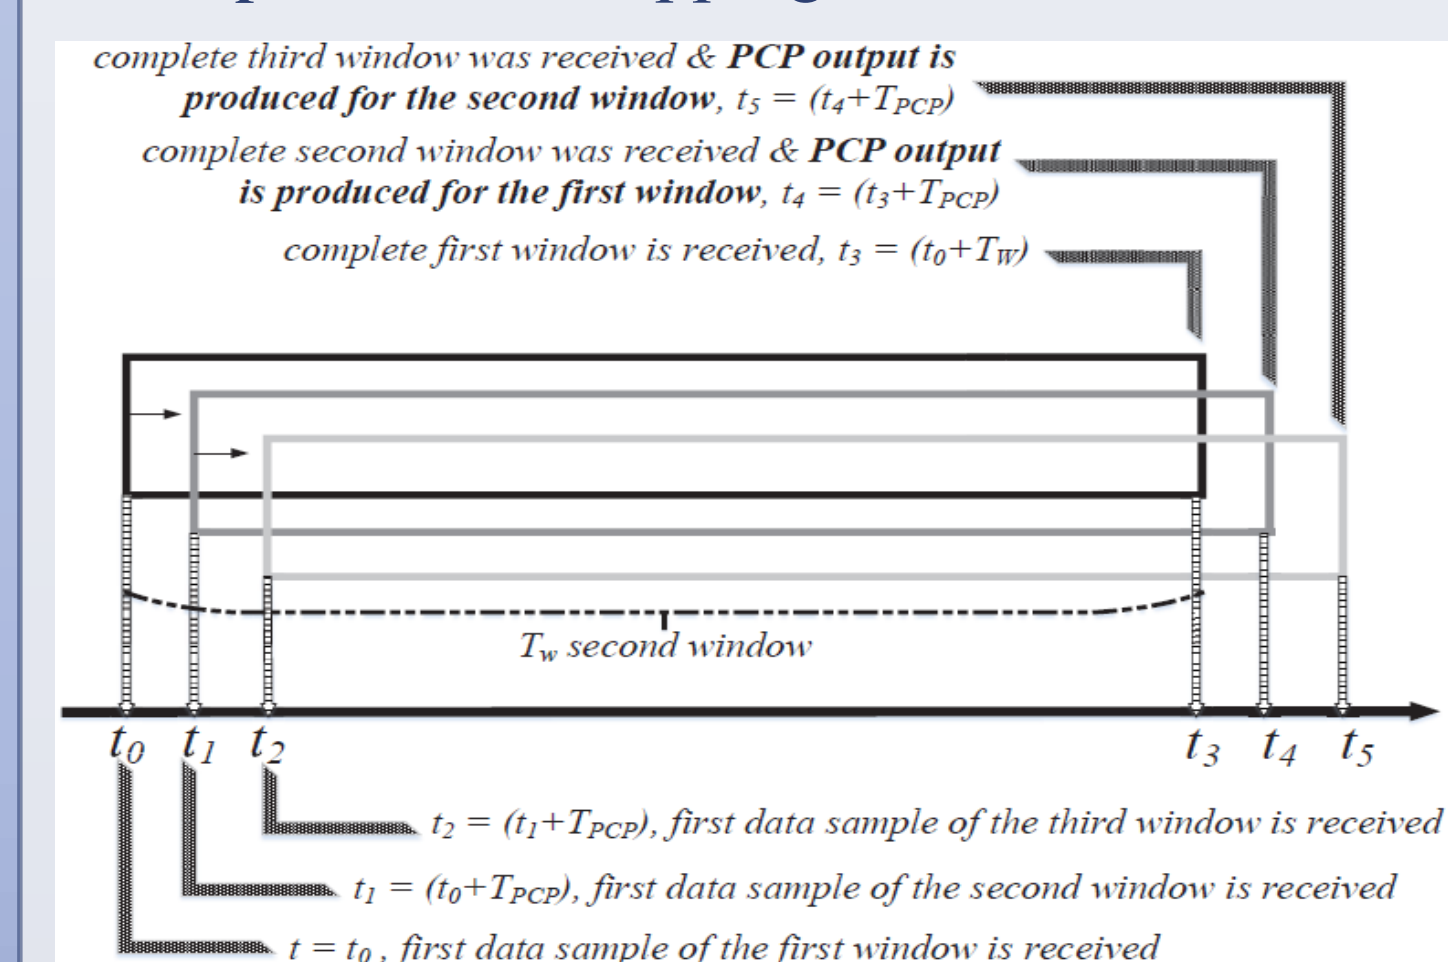 complete third window was received & PCP output is
produced for the second window, t5 = (t4+TPCP)
complete second window was received & PCP output
is produced for the first window, t4 = (t3+TPCP)
complete first window is received, t3 = (t0+TW)
Tw second window
t0 t1 t2 t3 t4 t5
t2 = (t1+TPCP), first data sample of the third window is received
t1 = (t0+TPCP), first data sample of the second window is received
t = t0 , first data sample of the first window is received